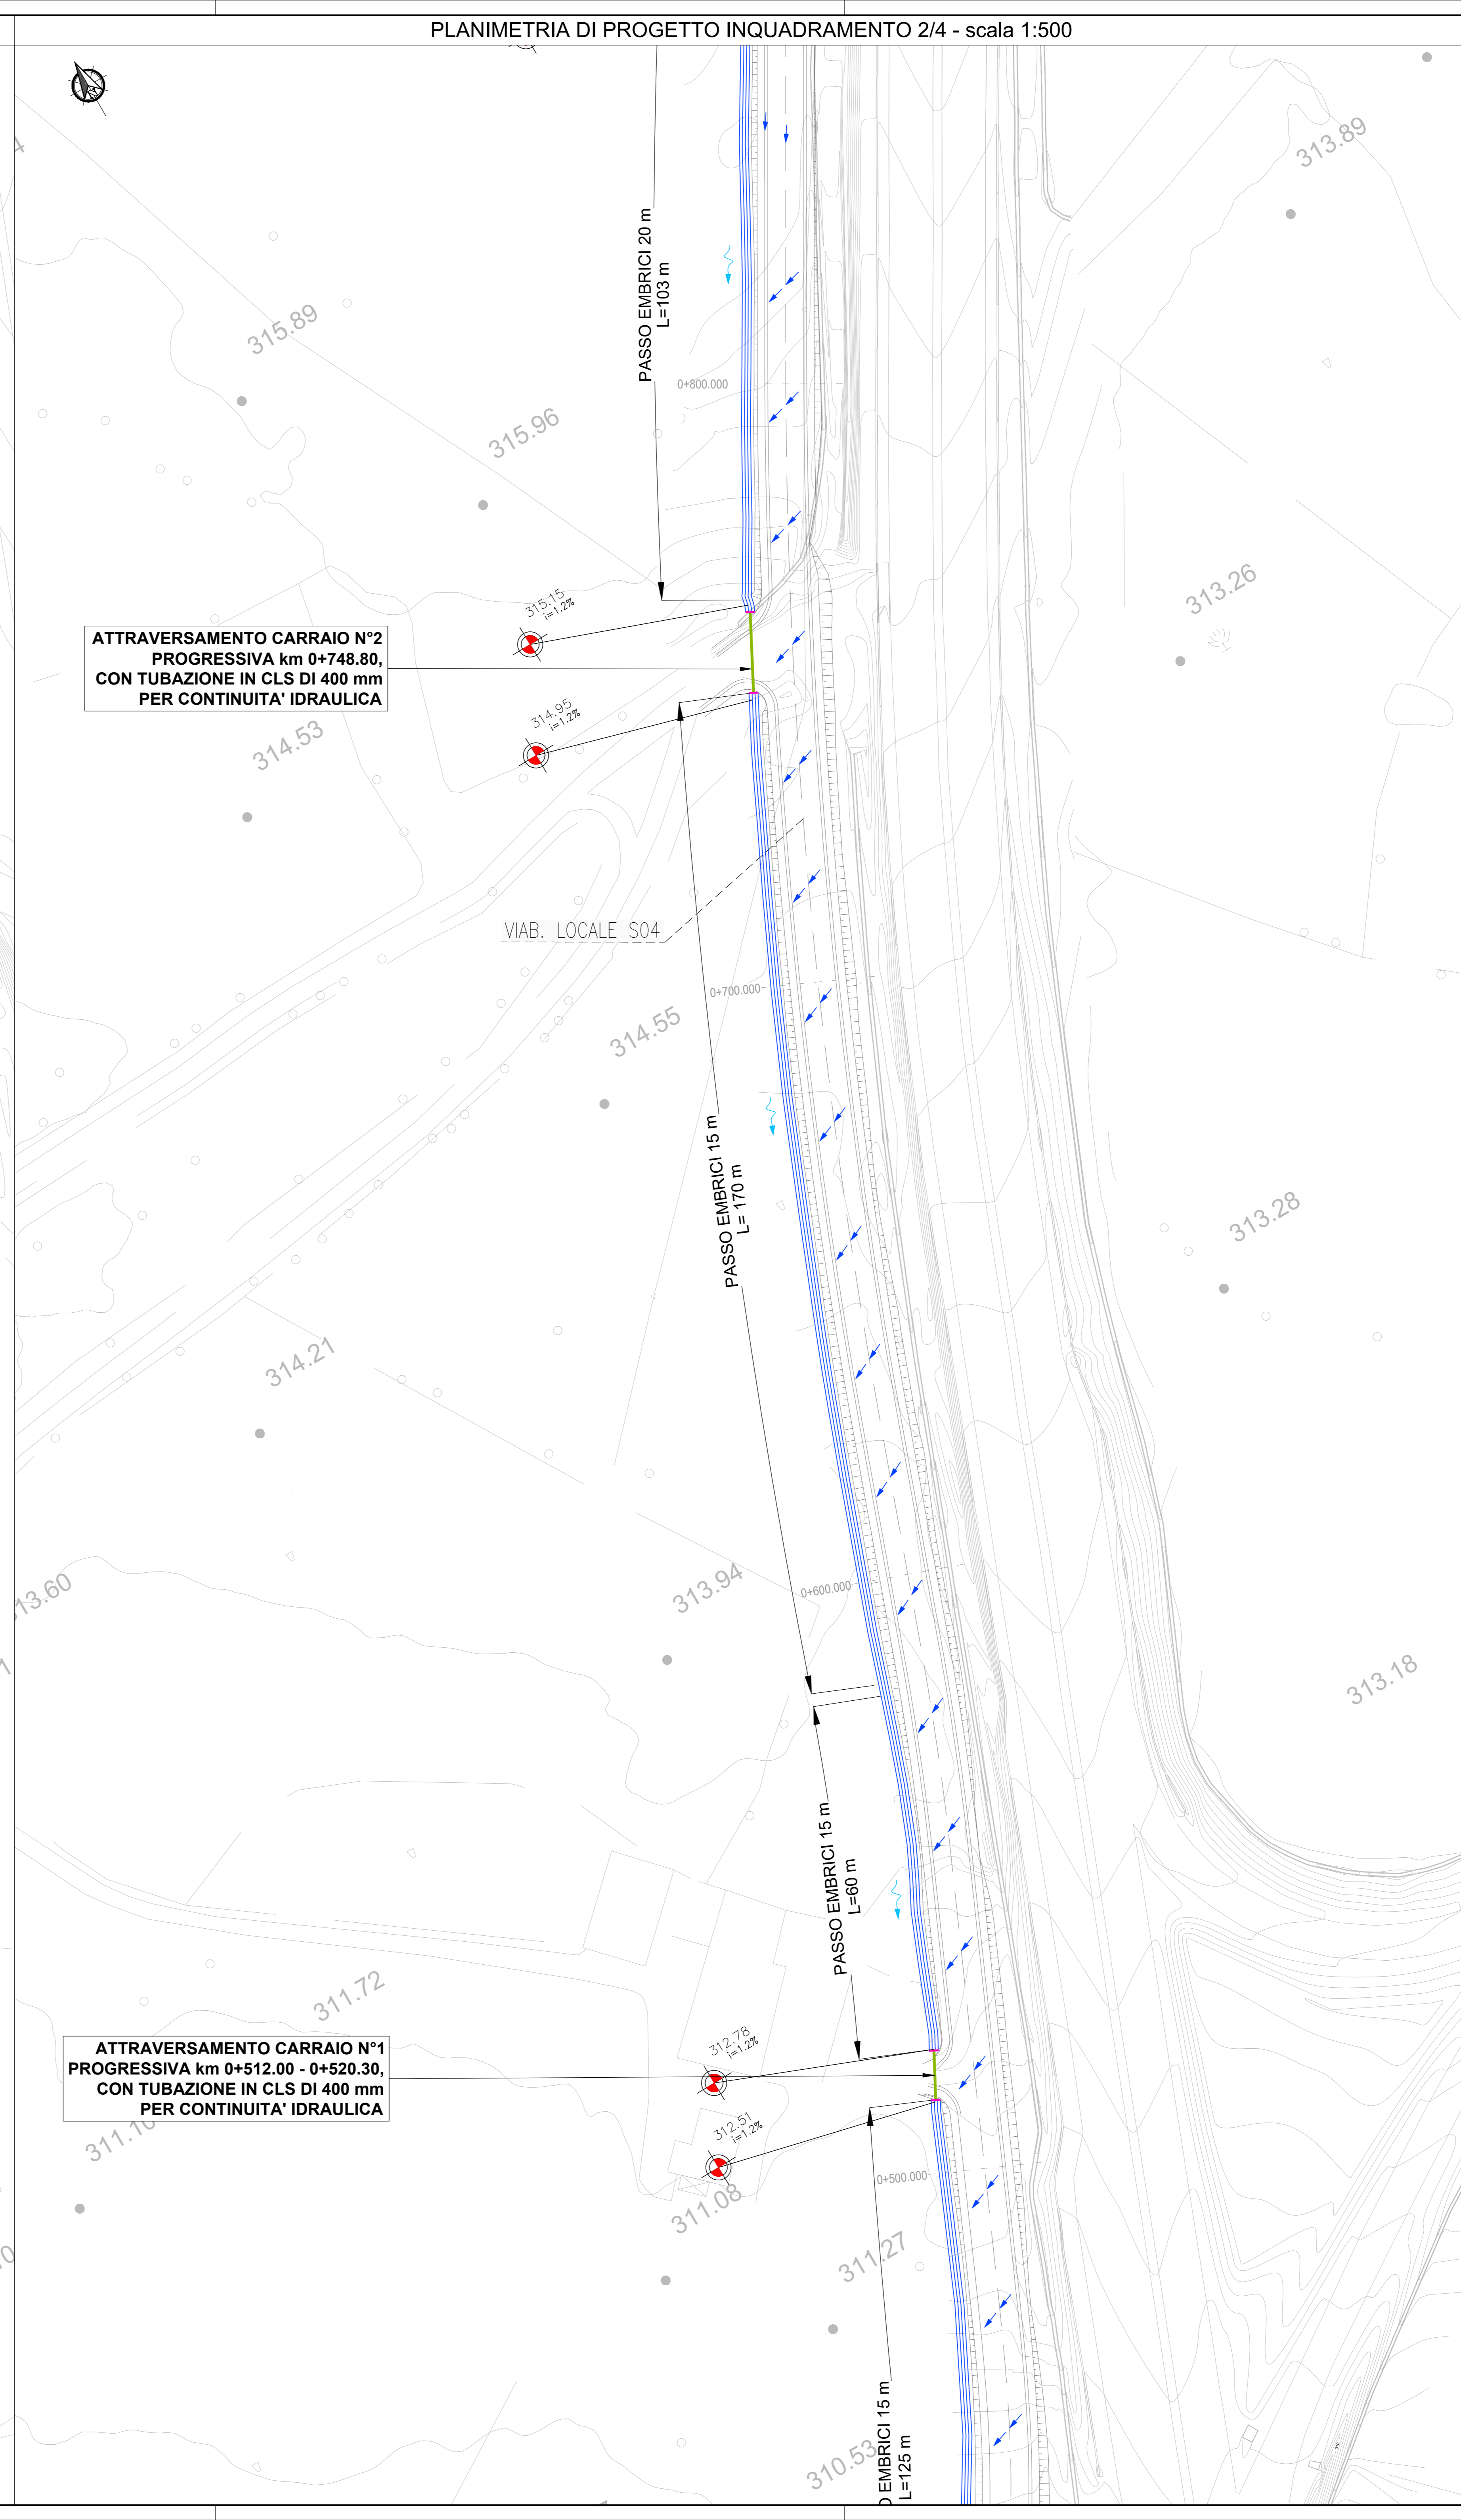 PLANIMETRIA DI PROGETTO INQUADRAMENTO 2/4 - scala 1:500
N
313.89
PASSO EMBRICI 20 m
L=103 m
315.89
0+800.000
315.96
313.26
315.15
i=1.2%
ATTRAVERSAMENTO CARRAIO N°2
PROGRESSIVA km 0+748.80,
CON TUBAZIONE IN CLS DI 400 mm
PER CONTINUITA' IDRAULICA
314.95
i=1.2%
314.53
VIAB. LOCALE S04
0+700.000
314.55
PASSO EMBRICI 15 m
L= 170 m
313.28
314.21
313.94
0+600.000
13.60
313.18
PASSO EMBRICI 15 m
L=60 m
311.72
312.78
i=1.2%
ATTRAVERSAMENTO CARRAIO N°1
PROGRESSIVA km 0+512.00 - 0+520.30,
CON TUBAZIONE IN CLS DI 400 mm
PER CONTINUITA' IDRAULICA
312.51
i=1.2%
0+500.000
311.08
311.27
EMBRICI 15 m
L=125 m
310.53